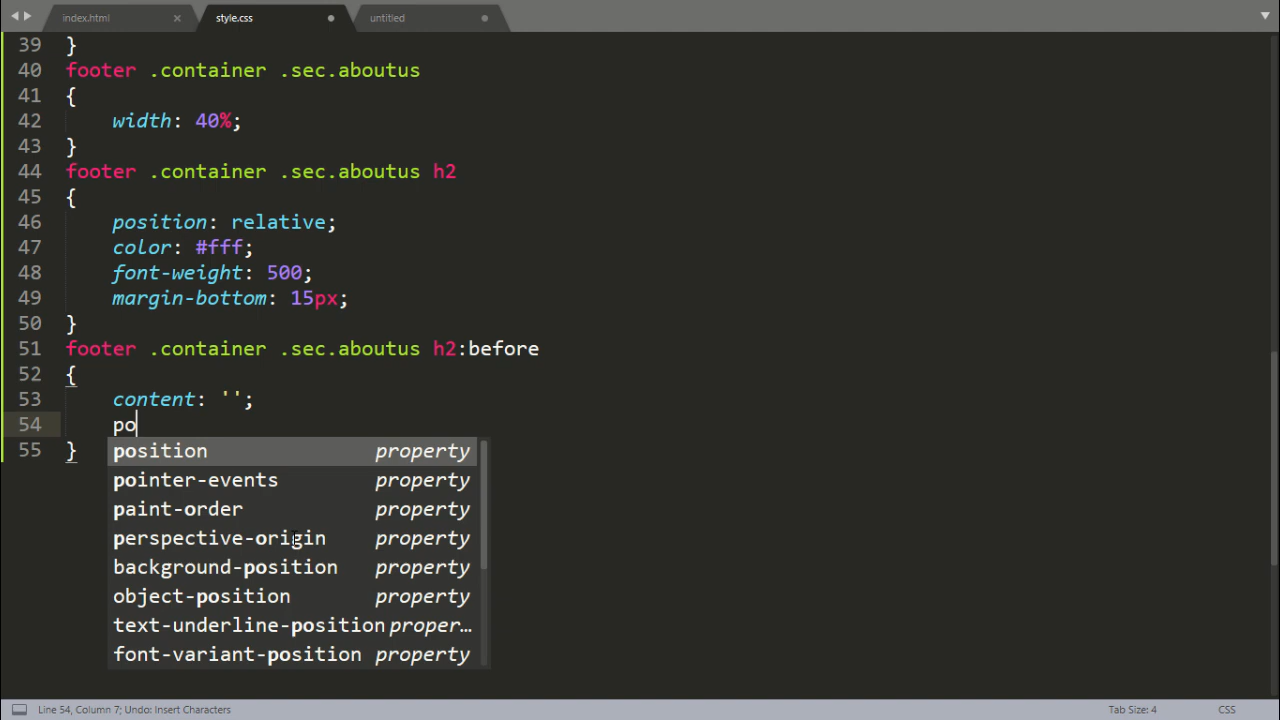 index.html style.css untitled
39 }
40 footer .container .sec.aboutus
41 {
42 width: 40%;
43 }
44 footer .container .sec.aboutus h2
45 {
46 position: relative;
47 color: #fff;
48 font-weight: 500;
49 margin-bottom: 15px;
50 }
51 footer .container .sec.aboutus h2:before
52 {
53 content: '';
54 po
55 }
position property
pointer-events property
paint-order property
perspective-origin property
background-position property
object-position property
text-underline-position proper…
font-variant-position property
Line 54, Column 7; Undo: Insert Characters Tab Size: 4 CSS